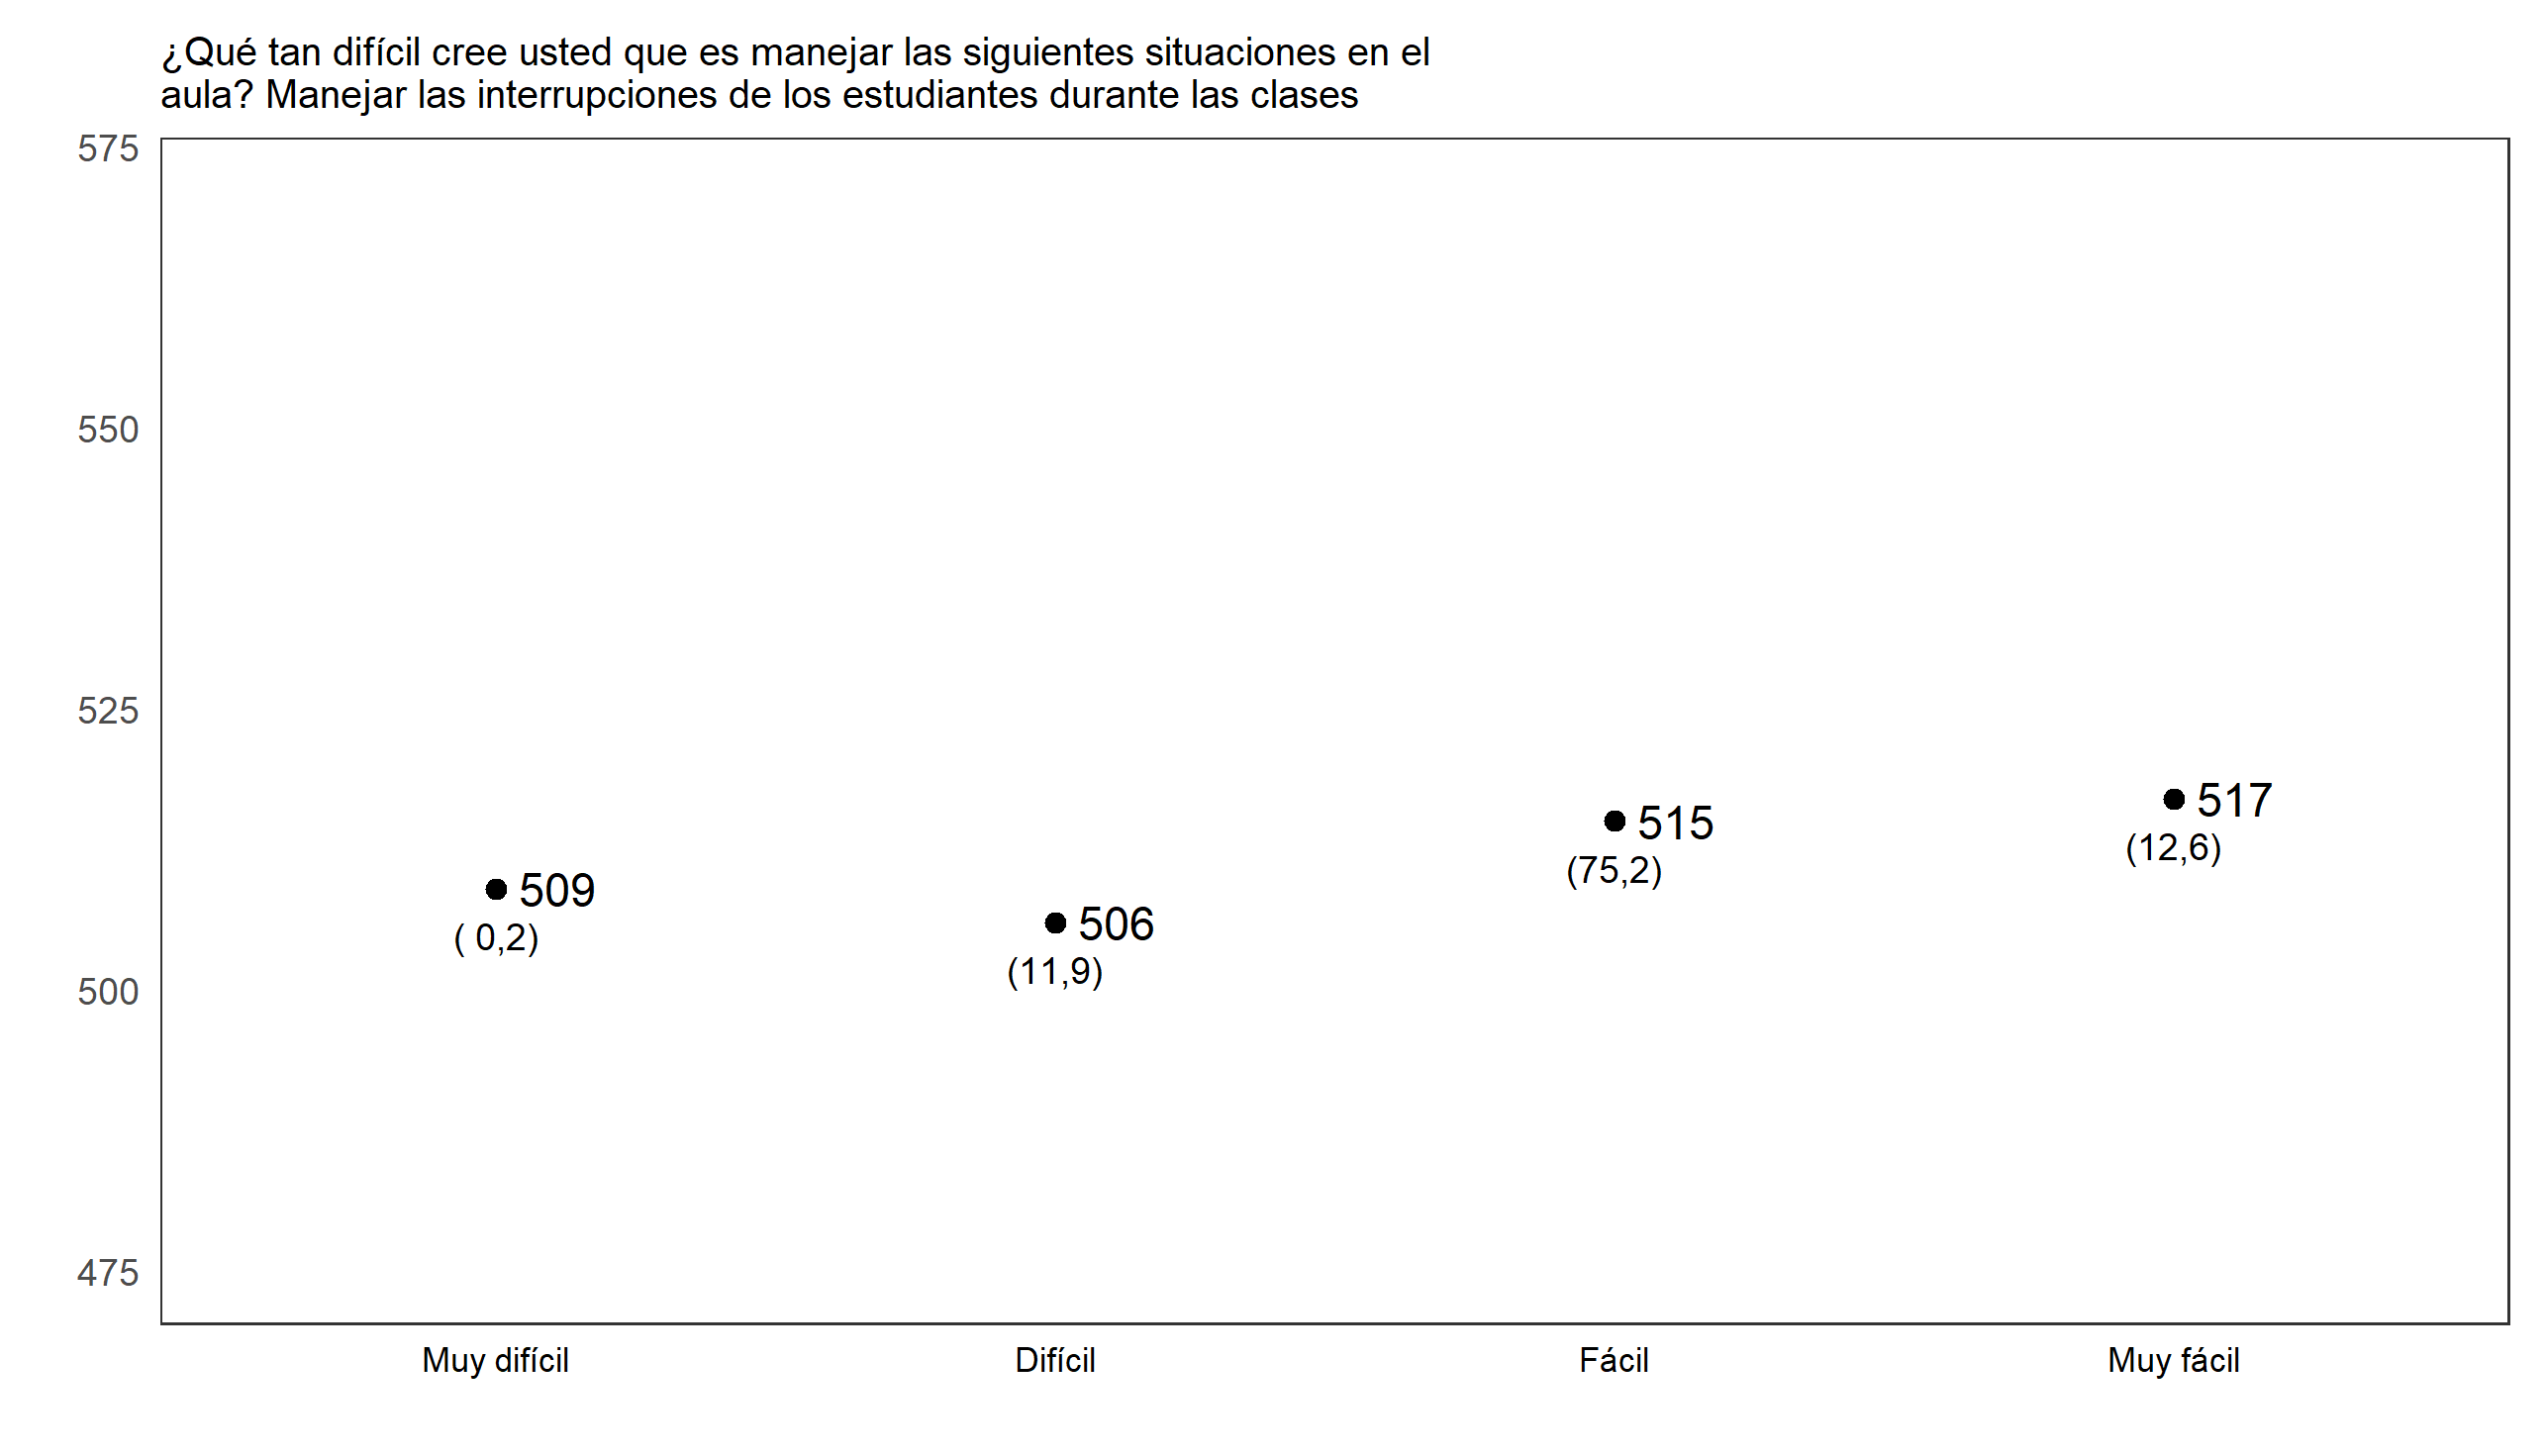 ¿Qué tan difícil cree usted que es manejar las siguientes situaciones en el
aula? Manejar las interrupciones de los estudiantes durante las clases
575
550
525
500
475
509
( 0,2)
506
(11,9)
515
(75,2)
517
(12,6)
Muy difícil
Difícil
Fácil
Muy fácil